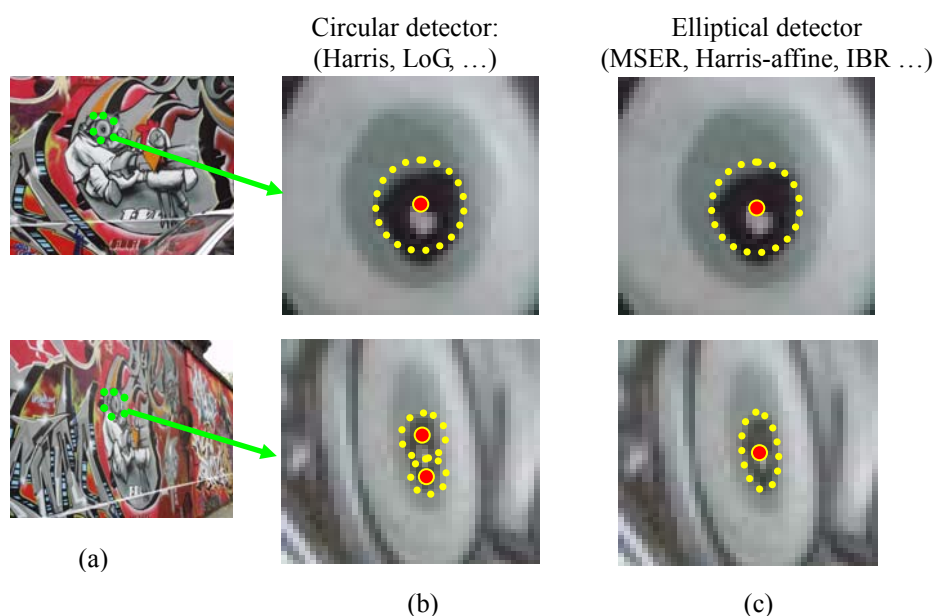 Circular detector:
(Harris, LoG, …)
Elliptical detector
(MSER, Harris-affine, IBR …)
(a)
(b)
(c)